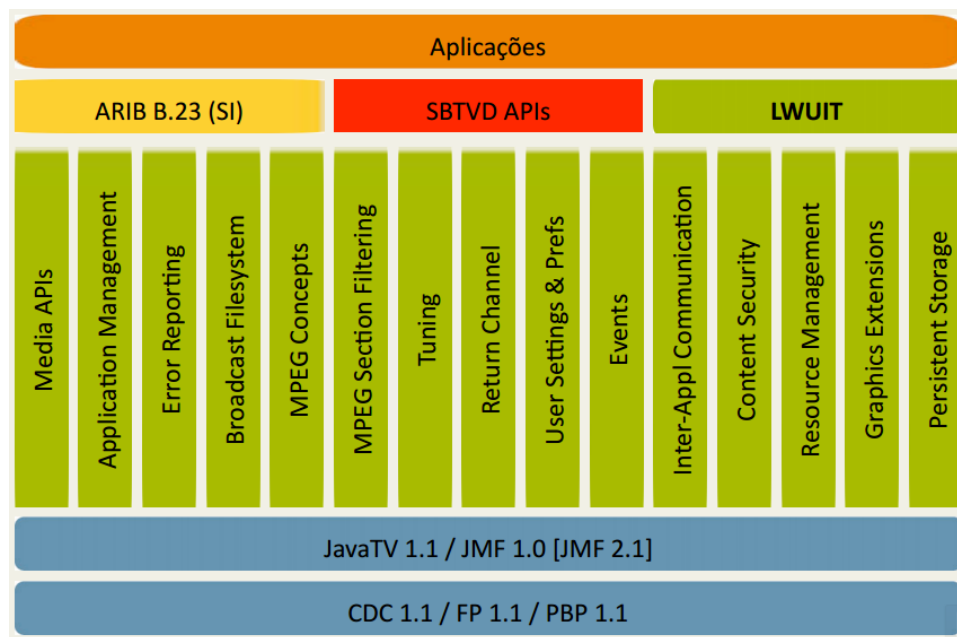 Aplicações
ARIB B.23 (SI)
SBTVD APIs
LWUIT
Media APIs
Application Management
Error Reporting
Broadcast Filesystem
MPEG Concepts
MPEG Section Filtering
Tuning
Return Channel
User Settings & Prefs
Events
Inter-Appl Communication
Content Security
Resource Management
Graphics Extensions
Persistent Storage
JavaTV 1.1 / JMF 1.0 [JMF 2.1]
CDC 1.1 / FP 1.1 / PBP 1.1